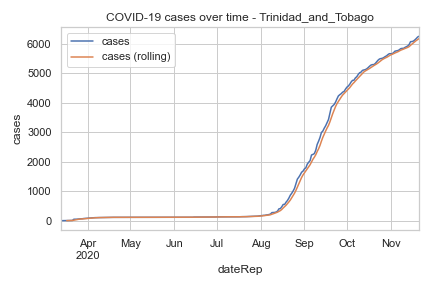 COVID-19 cases over time - Trinidad_and_Tobago
cases
cases (rolling)
6000
5000
4000
3000
2000
1000
0
cases
Apr
2020
May
Jun
Jul
Aug
Sep
Oct
Nov
dateRep